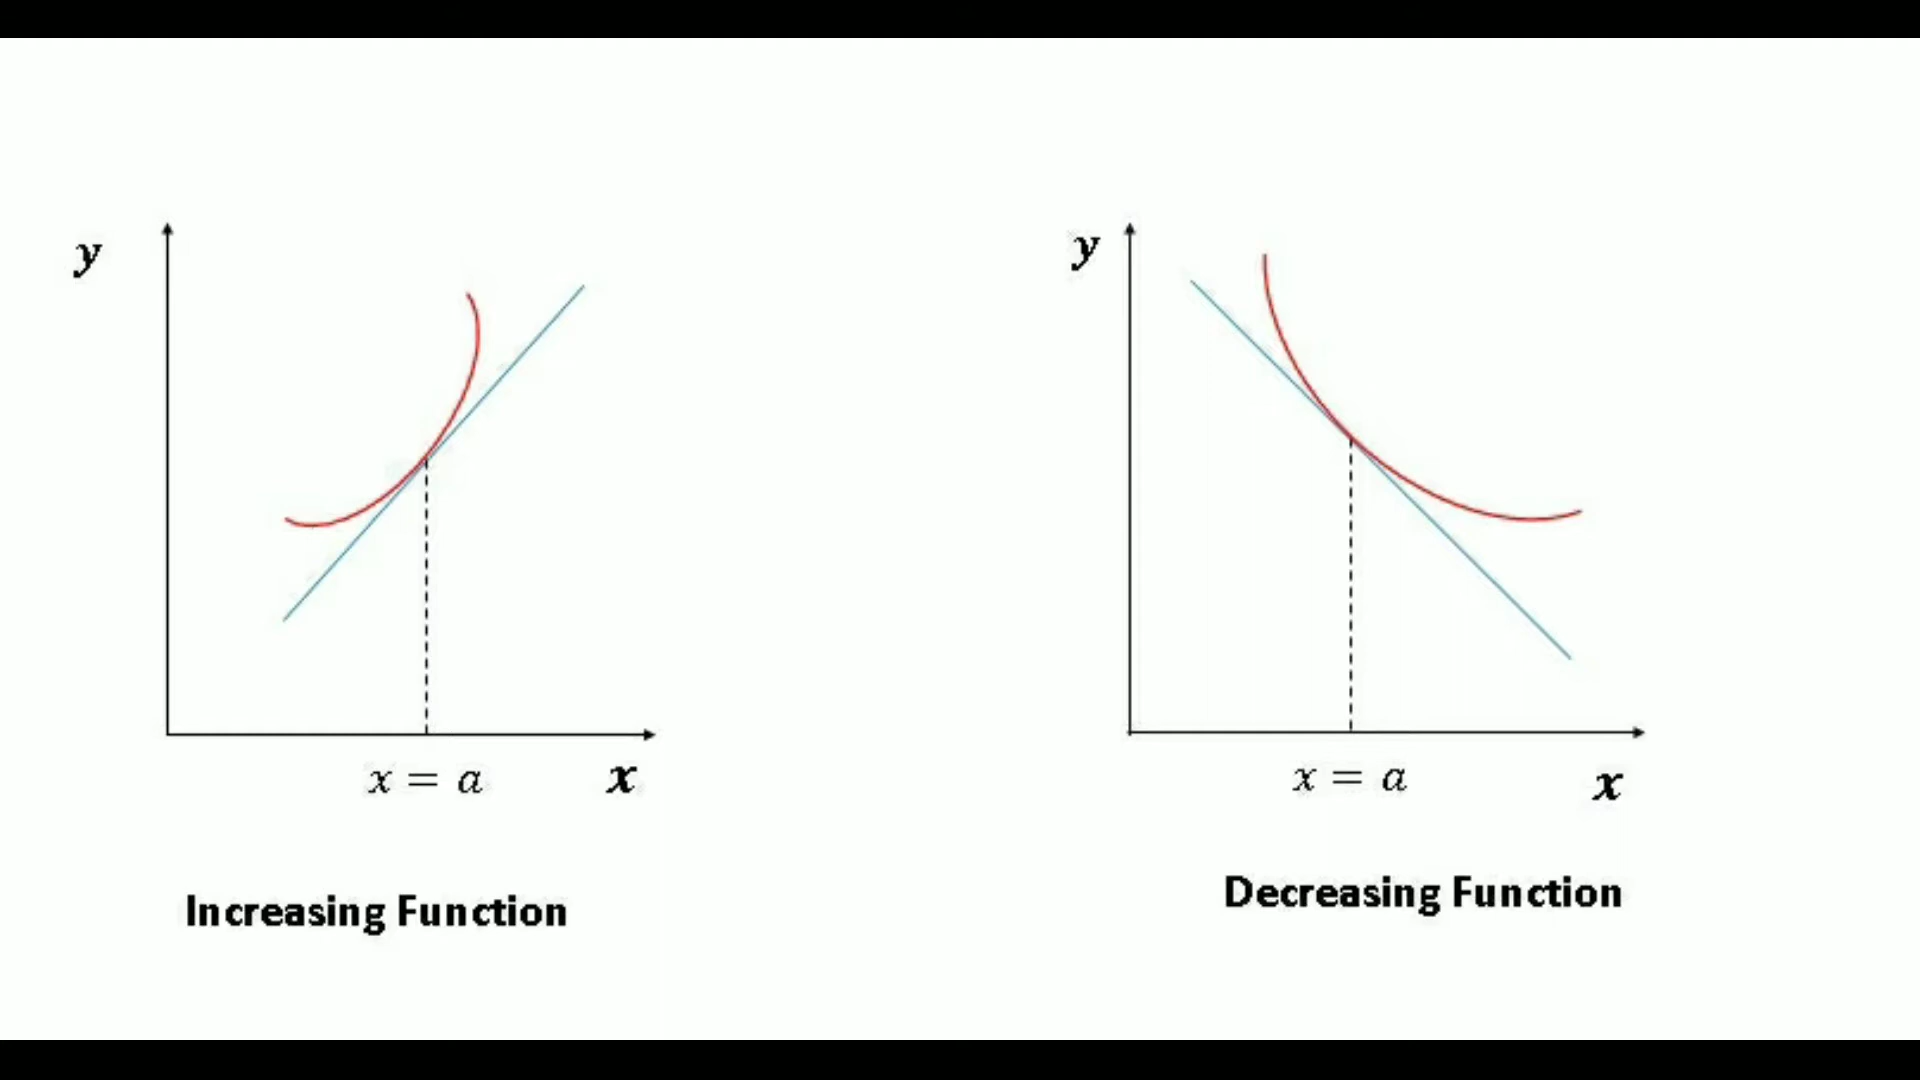 y
x = a
x
Increasing Function
y
x = a
x
Decreasing Function